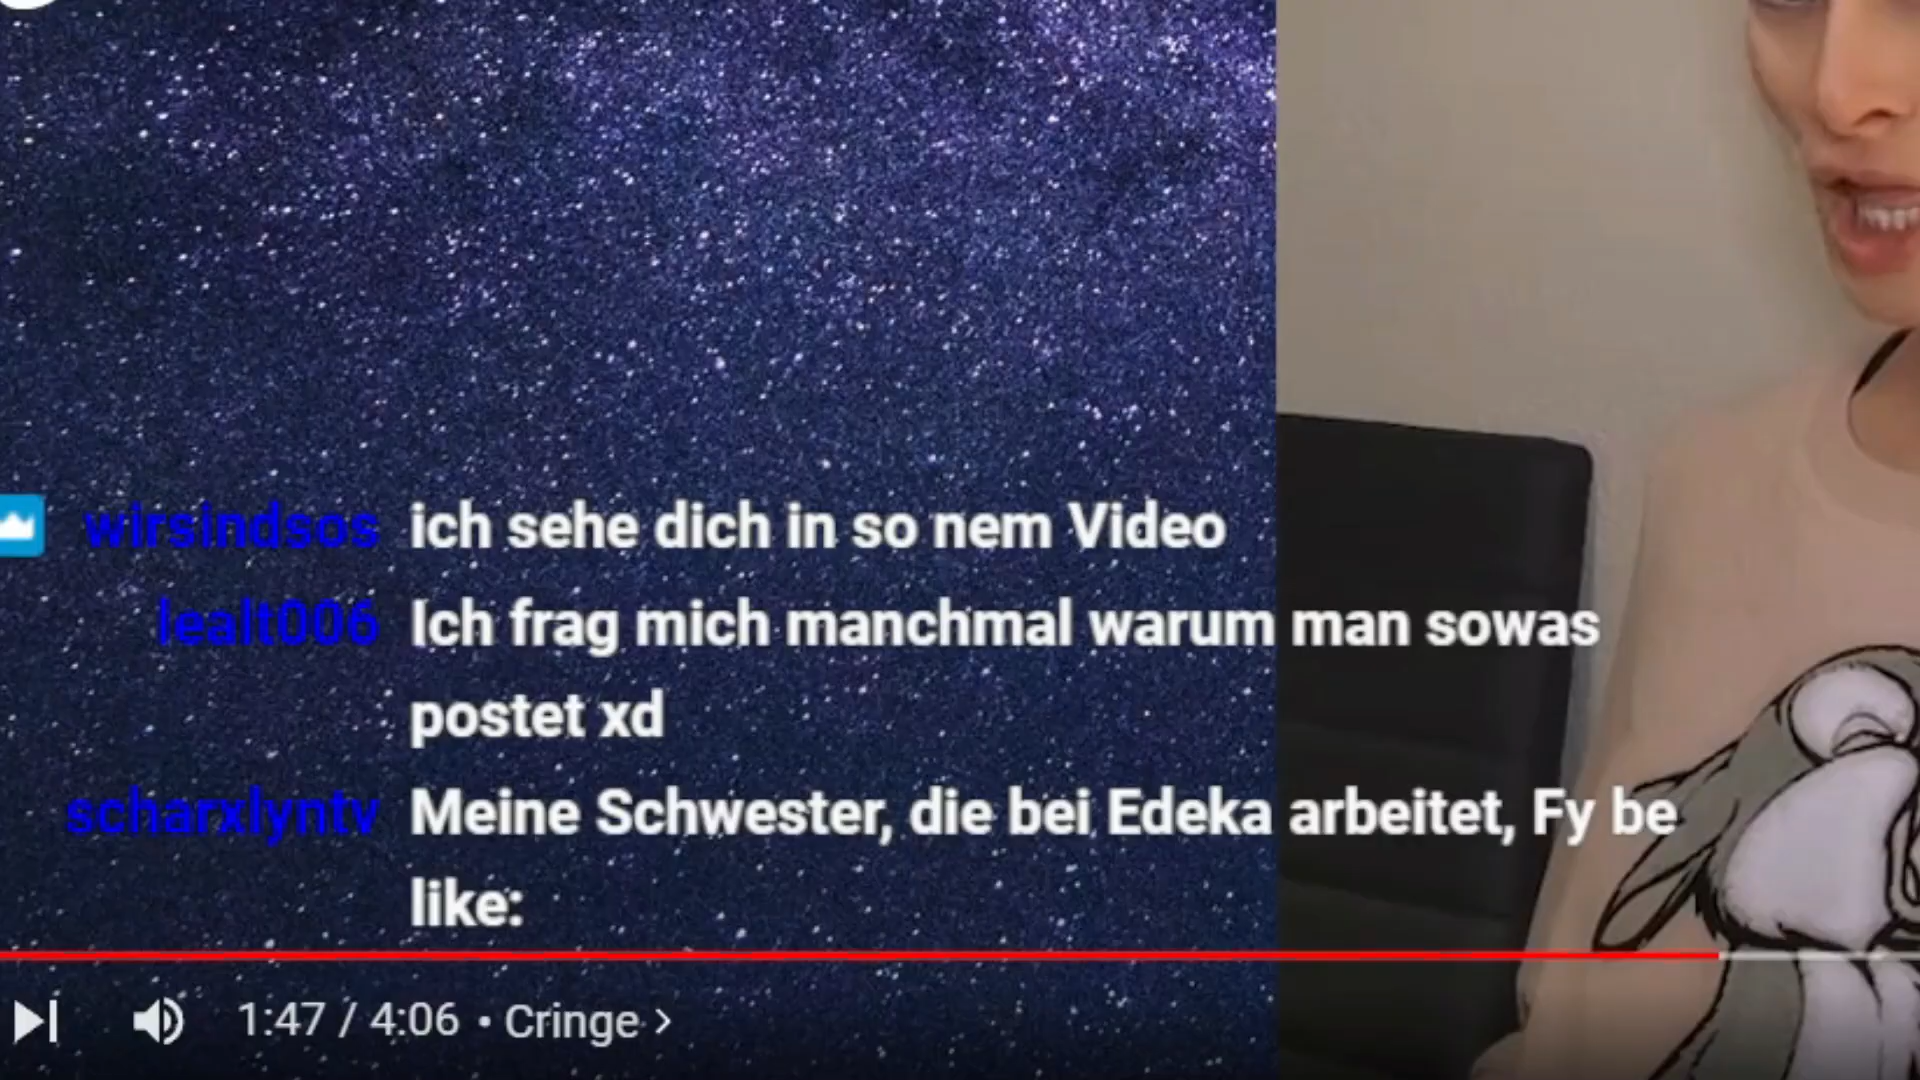 wirsindsos ich sehe dich in so nem Video
lealt006 Ich frag mich manchmal warum man sowas
postet xd
scharxlyntv Meine Schwester, die bei Edeka arbeitet, Fy be
like:
1:47 / 4:06 • Cringe >